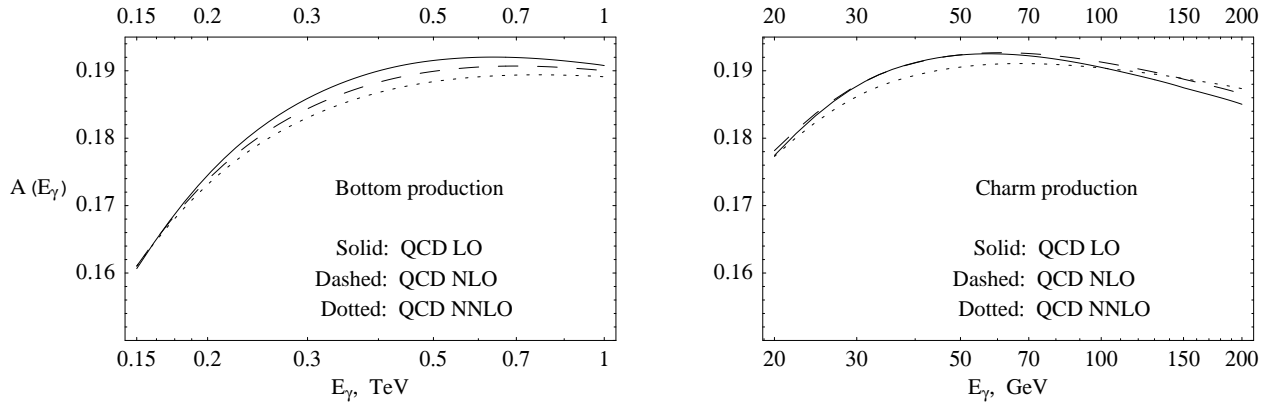 0.15 0.2 0.3 0.5 0.7 1
0.19
0.18
A (Eγ)
0.17
0.16
Bottom production
Solid: QCD LO
Dashed: QCD NLO
Dotted: QCD NNLO
0.15 0.2 0.3 0.5 0.7 1
Eγ, TeV
20 30 50 70 100 150 200
0.19
0.18
0.17
0.16
Charm production
Solid: QCD LO
Dashed: QCD NLO
Dotted: QCD NNLO
20 30 50 70 100 150 200
Eγ, GeV